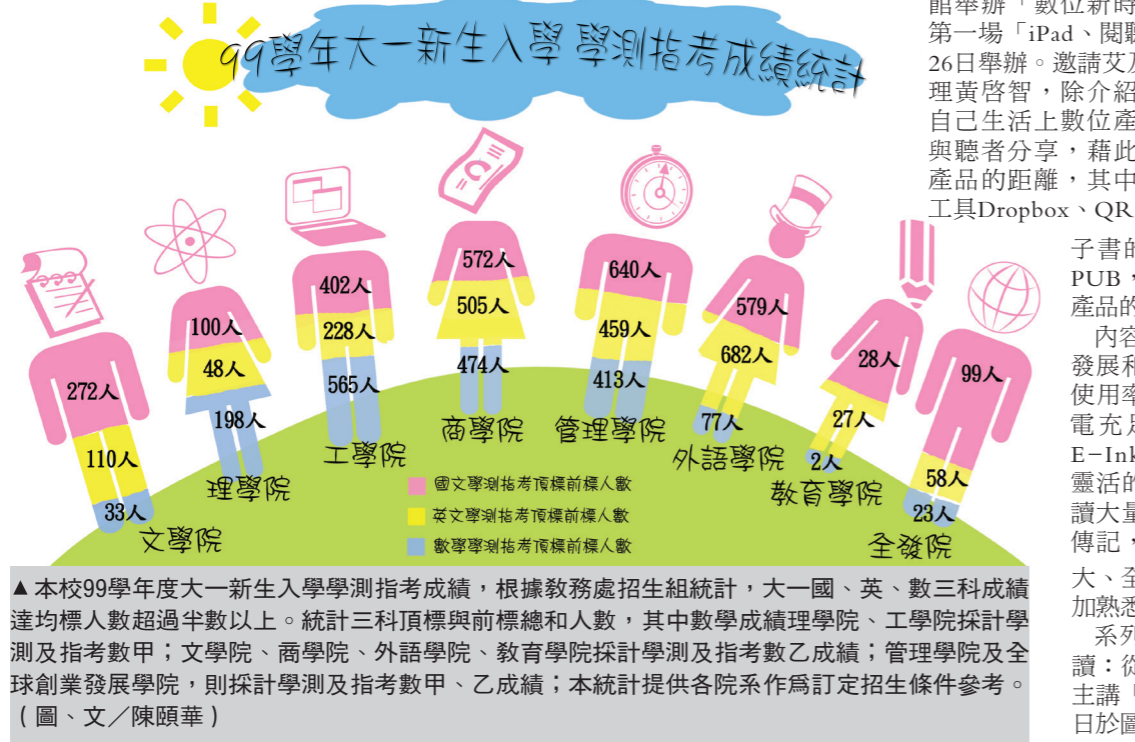 99學年大一新生入學 學測指考成績統計
272人
110人
33人
文學院
100人
48人
198人
理學院
402人
228人
565人
工學院
572人
505人
474人
商學院
640人
459人
413人
管理學院
579人
682人
77人
外語學院
28人
27人
2人
教育學院
99人
58人
23人
全發院
國文學測指考頂標前標人數
英文學測指考頂標前標人數
數學學測指考頂標前標人數
▲本校99學年度大一新生入學學測指考成績，根據教務處招生組統計，大一國、英、數三科成績
達均標人數超過半數以上。統計三科頂標與前標總和人數，其中數學成績理學院、工學院採計學
測及指考數甲；文學院、商學院、外語學院、教育學院採計學測及指考數乙成績；管理學院及全
球創業發展學院，則採計學測及指考數甲、乙成績；本統計提供各院系作為訂定招生條件參考。
（圖、文／陳頤華）
館舉辦「數位新時
第一場「iPad、閱聽
26日舉辦。邀請艾及
理黃啓智，除介紹
自己生活上數位產
與聽者分享，藉此
產品的距離，其中
工具Dropbox、QR
子書的
PUB，
產品的
內容
發展和
使用率
電充足
E-Ink
靈活的
讀大量
傳記，
大、全
加熟悉
系列
讀：從
主講「
日於圖